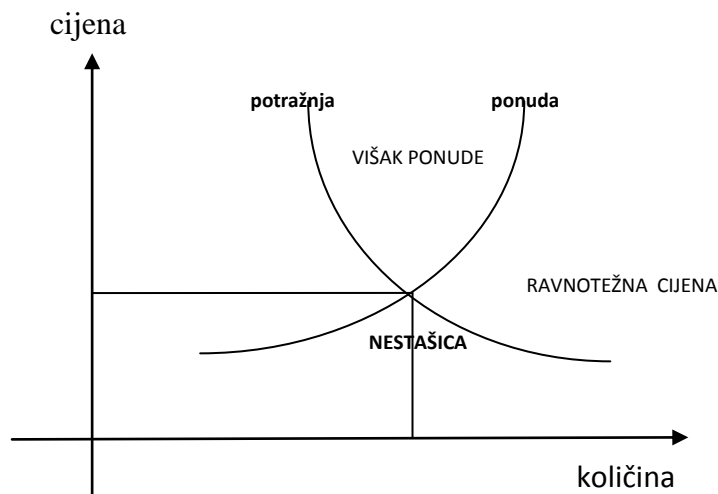 cijena
potražnja
ponuda
VIŠAK PONUDE
RAVNOTEŽNA CIJENA
NESTAŠICA
količina